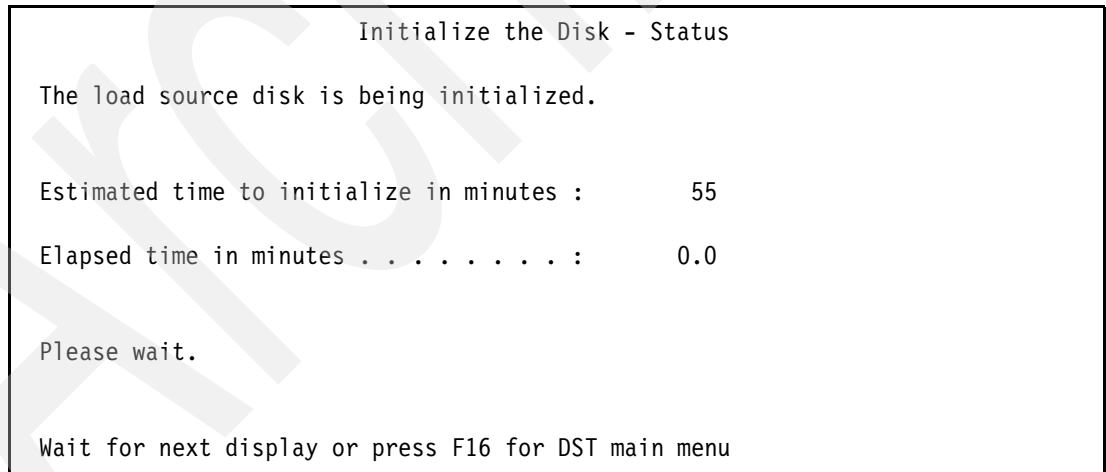 Initialize the Disk - Status
The load source disk is being initialized.
Estimated time to initialize in minutes : 55
Elapsed time in minutes . . . . . . . . : 0.0
Please wait.
Wait for next display or press F16 for DST main menu